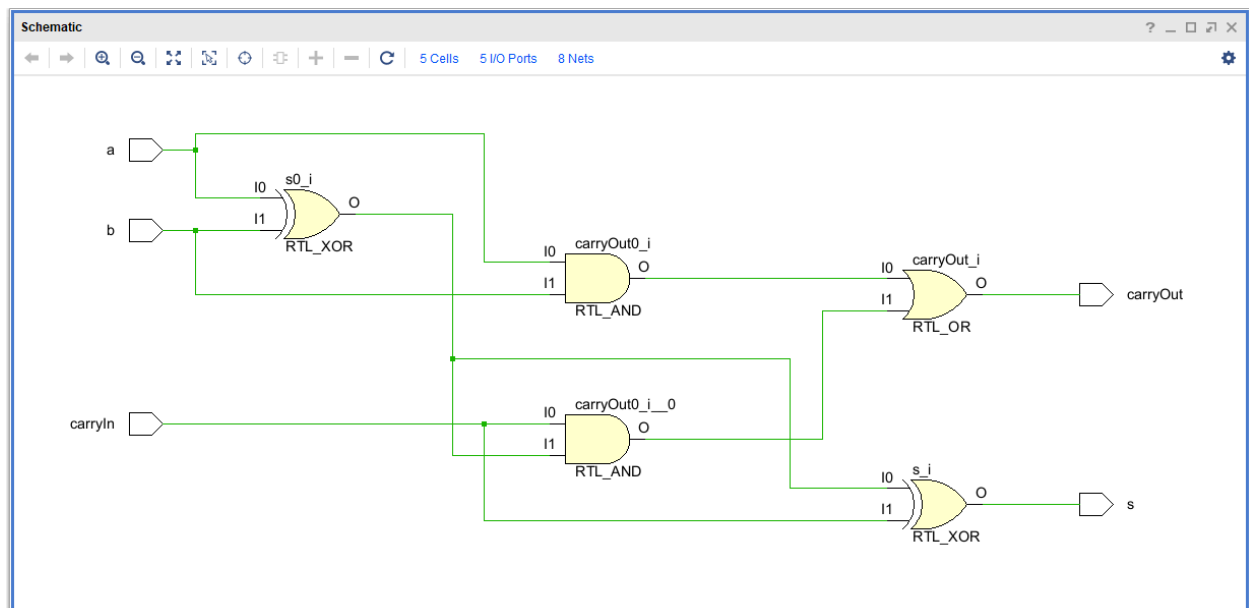 Schematic
5 Cells 5 I/O Ports 8 Nets
a
s0_i
I0
O
I1
b
RTL_XOR
carryOut0_i
I0
O
I1
RTL_AND
carryOut_i
I0
O
I1
carryOut
RTL_OR
carryOut0_i__0
carryIn
I0
O
I1
RTL_AND
s_i
I0
O
I1
s
RTL_XOR